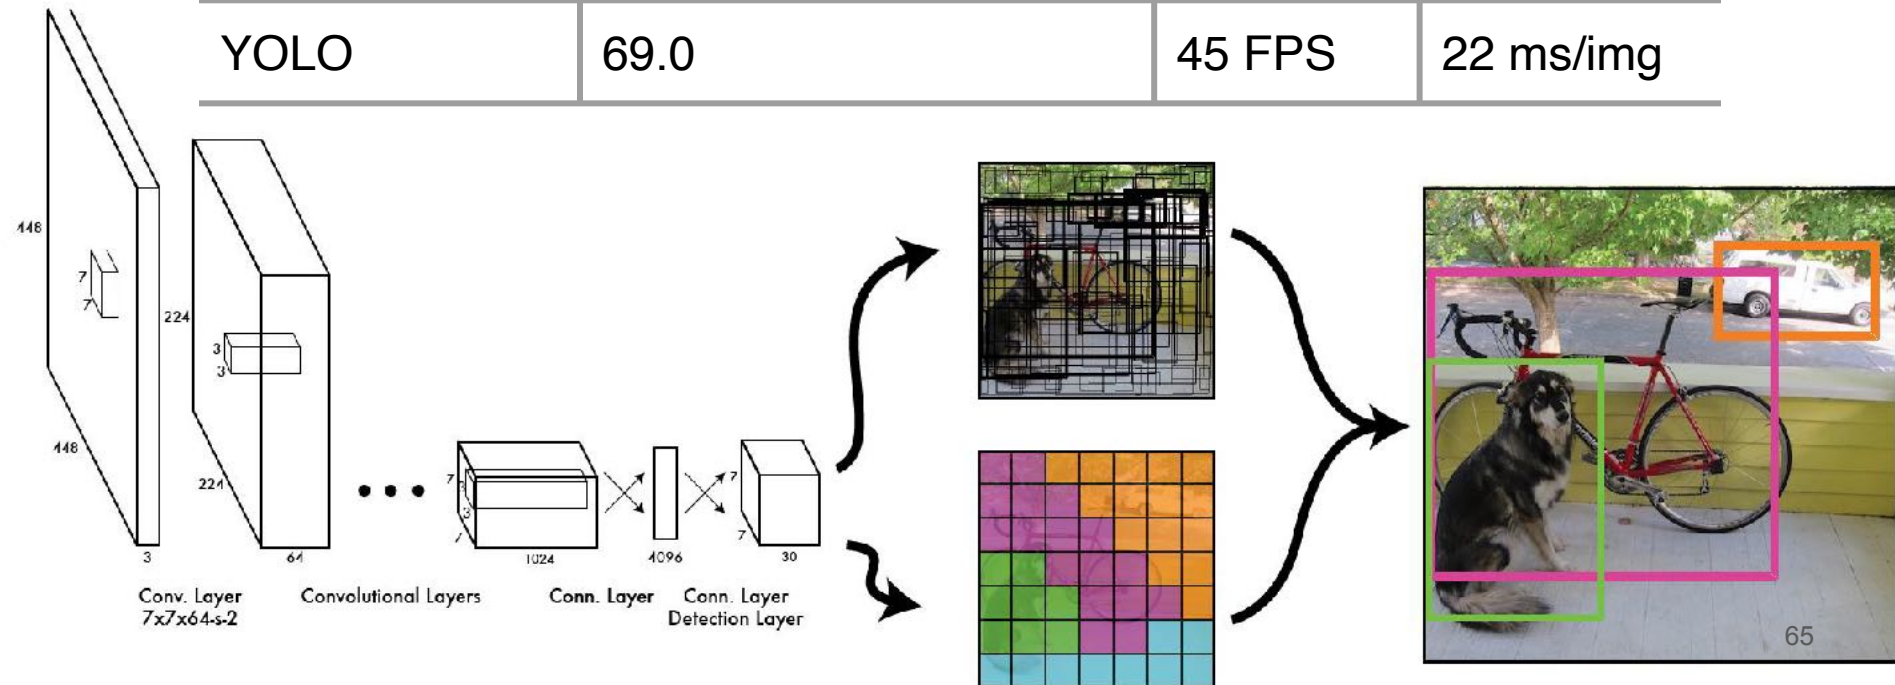 YOLO 69.0 45 FPS 22 ms/img
448
7
7
448
3
224
3
3
224
64
7
3
7
1024
4096
7
7
30
Conv. Layer
7x7x64-s-2
Convolutional Layers
Conn. Layer
Conn. Layer
Detection Layer
65